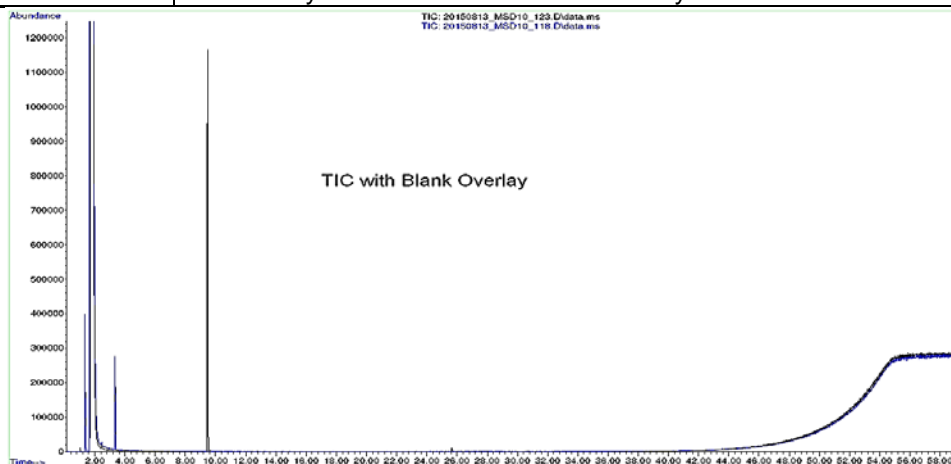 Abundance
TIC: 20150813_MSD10_123.D\data.ms
TIC: 20150813_MSD10_118.D\data.ms
1200000
1100000
1000000
900000
800000
700000
600000
500000
400000
300000
200000
100000
0
TIC with Blank Overlay
2.00 4.00 6.00 8.00 10.00 12.00 14.00 16.00 18.00 20.00 22.00 24.00 26.00 28.00 30.00 32.00 34.00 36.00 38.00 40.00 42.00 44.00 46.00 48.00 50.00 52.00 54.00 56.00 58.00
Time-->